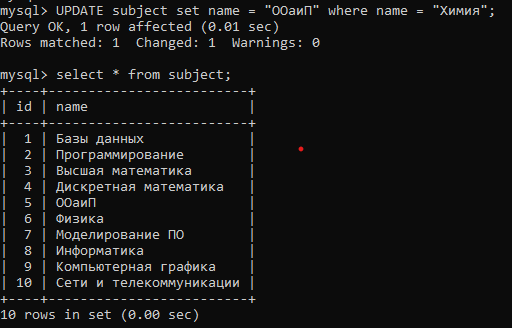 mysql> UPDATE subject set name = "ООаиП" where name = "Химия";
Query OK, 1 row affected (0.01 sec)
Rows matched: 1  Changed: 1  Warnings: 0
mysql> select * from subject;
+----+-------------------------+
| id | name                    |
+----+-------------------------+
|  1 | Базы данных             |
|  2 | Программирование        |
|  3 | Высшая математика       |
|  4 | Дискретная математика   |
|  5 | ООаиП                   |
|  6 | Физика                  |
|  7 | Моделирование ПО        |
|  8 | Информатика             |
|  9 | Компьютерная графика    |
| 10 | Сети и телекоммуникации |
+----+-------------------------+
10 rows in set (0.00 sec)